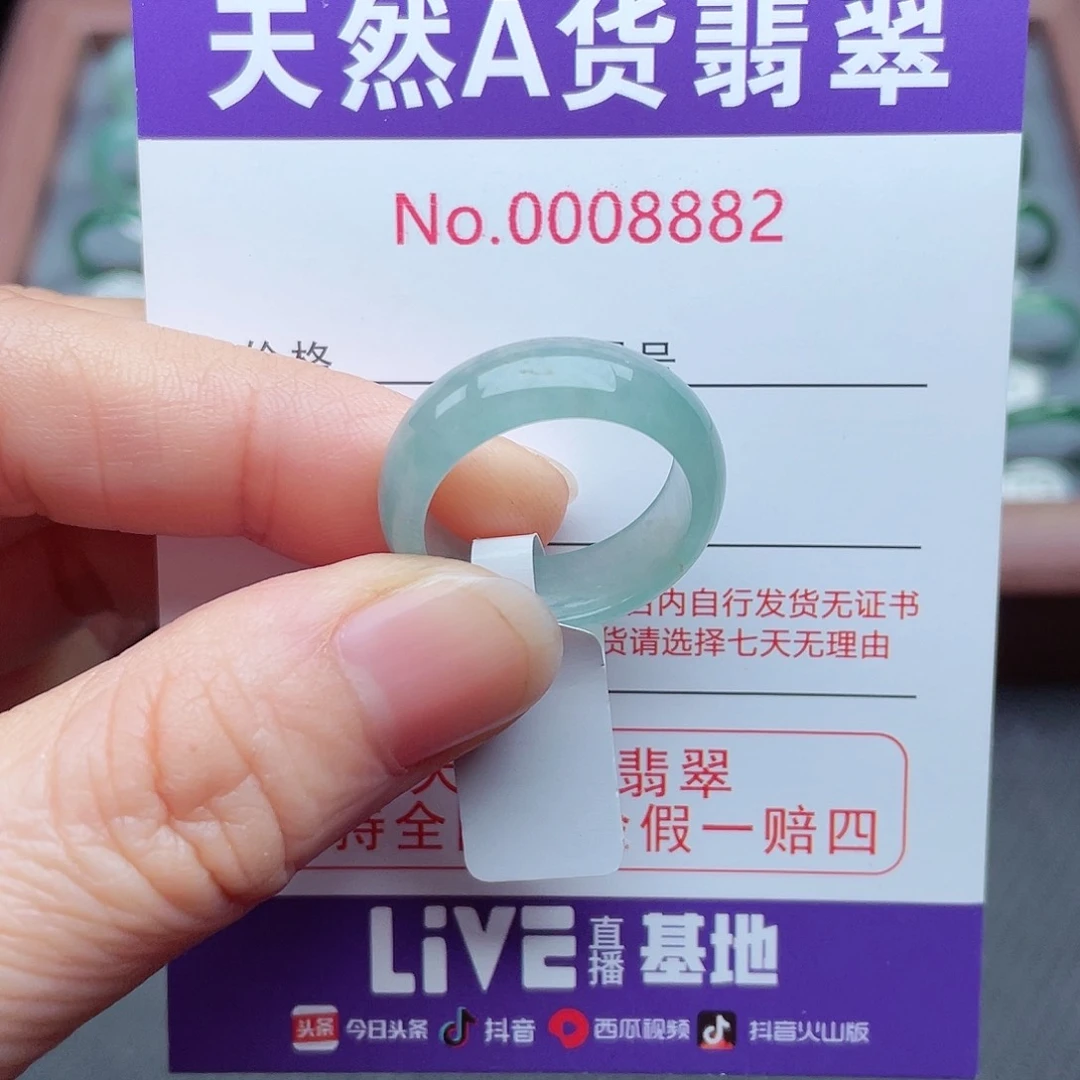 天然A货翡翠
No.0008882
价格
号
内自行发货无证书
货请选择七天无理由
翡翠
持全 假一赔四
LiVE直播基地
头条 今日头条 抖音 西瓜视频 抖音火山版